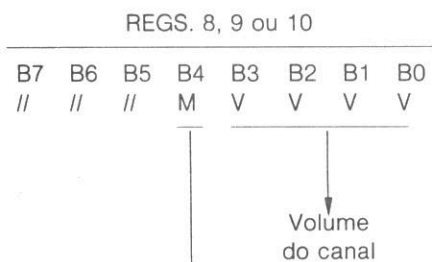 REGS. 8, 9 ou 10
B7 B6 B5 B4 B3 B2 B1 B0
// // // M V V V V
Volume
do canal